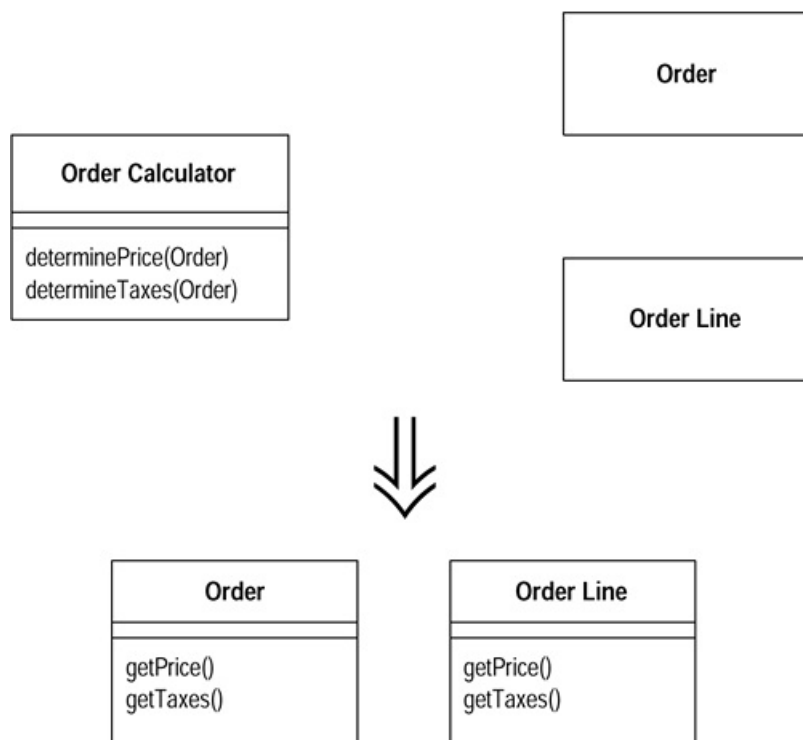 Order
Order Calculator
determinePrice(Order)
determineTaxes(Order)
Order Line
Order
getPrice()
getTaxes()
Order Line
getPrice()
getTaxes()